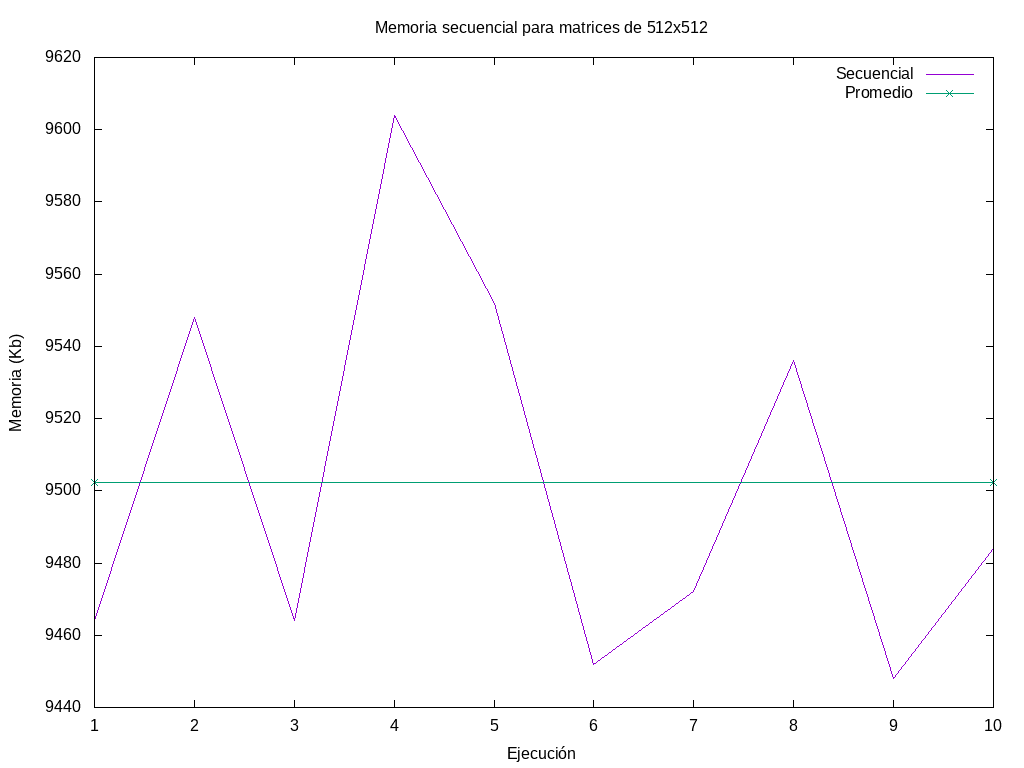 Memoria secuencial para matrices de 512x512
9620
Secuencial
Promedio
9600
9580
9560
9540
9520
9500
9480
9460
9440
Memoria (Kb)
1 2 3 4 5 6 7 8 9 10
Ejecución